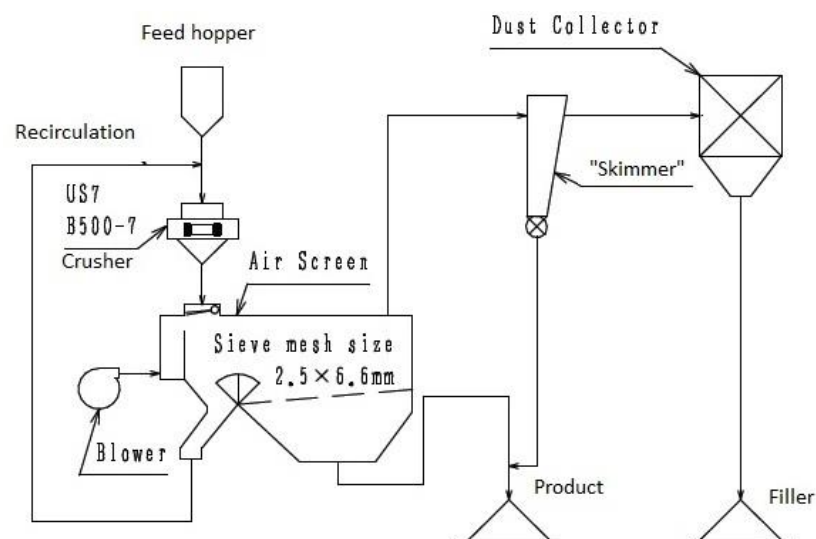 Feed hopper
Dust Collector
Recirculation
"Skimmer"
US7
B500-7
Crusher
Air Screen
Sieve mesh size
2.5×6.6mm
Blower
Product
Filler